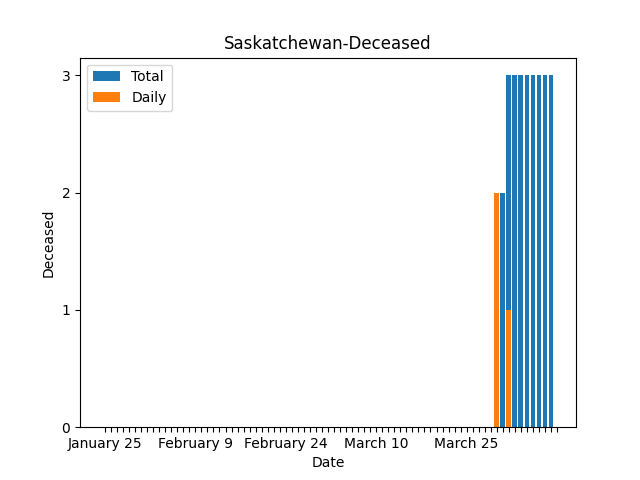 Saskatchewan-Deceased
Total
Daily
Deceased
3
2
1
0
January 25 February 9 February 24 March 10 March 25
Date